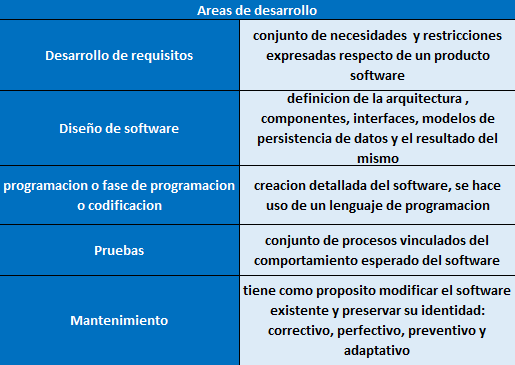 Areas de desarrollo
Desarrollo de requisitos
conjunto de necesidades y restricciones
expresadas respecto de un producto
software
Diseño de software
definicion de la arquitectura ,
componentes, interfaces, modelos de
persistencia de datos y el resultado del
mismo
programacion o fase de programacion
o codificacion
creacion detallada del software, se hace
uso de un lenguaje de programacion
Pruebas
conjunto de procesos vinculados del
comportamiento esperado del software
Mantenimiento
tiene como proposito modificar el software
existente y preservar su identidad:
correctivo, perfectivo, preventivo y
adaptativo